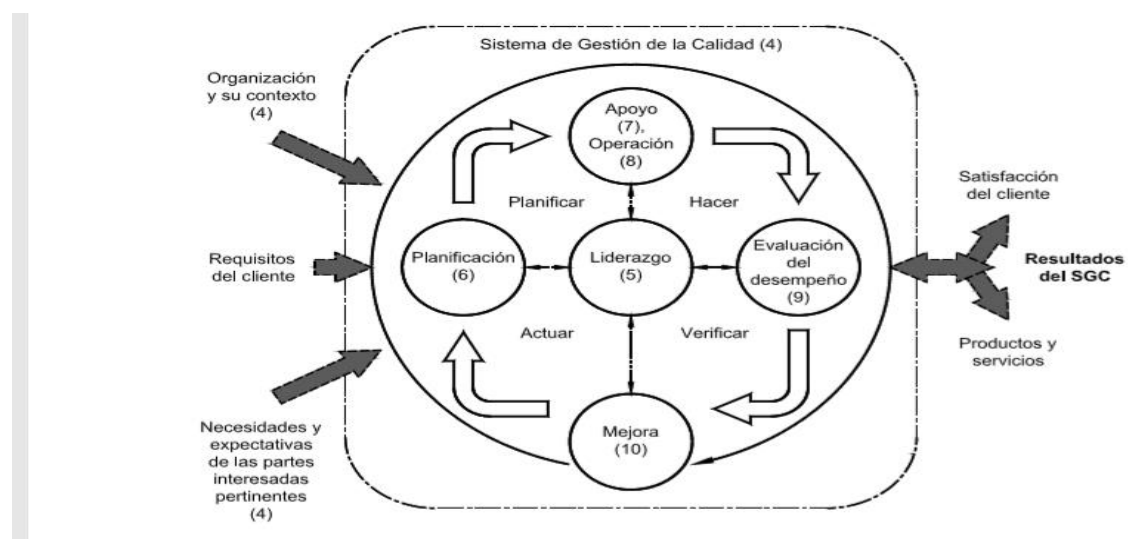 Sistema de Gestión de la Calidad (4)
Organización
y su contexto
(4)
Requisitos
del cliente
Necesidades y
expectativas
de las partes
interesadas
pertinentes
(4)
Apoyo
(7),
Operación
(8)
Planificar
Hacer
Planificación
(6)
Liderazgo
(5)
Evaluación
del
desempeño
(9)
Actuar
Verificar
Mejora
(10)
Satisfacción
del cliente
Resultados
del SGC
Productos y
servicios